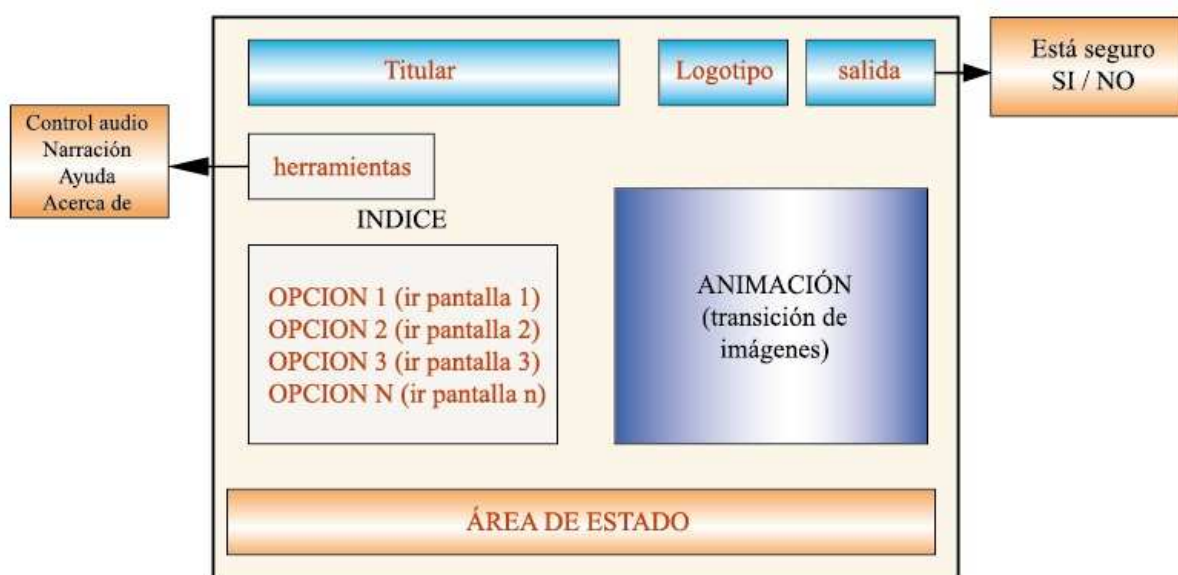 Titular
Logotipo
salida
Está seguro
SI / NO
Control audio
Narración
Ayuda
Acerca de
herramientas
INDICE
OPCION 1 (ir pantalla 1)
OPCION 2 (ir pantalla 2)
OPCION 3 (ir pantalla 3)
OPCION N (ir pantalla n)
ANIMACIÓN
(transición de
imágenes)
ÁREA DE ESTADO